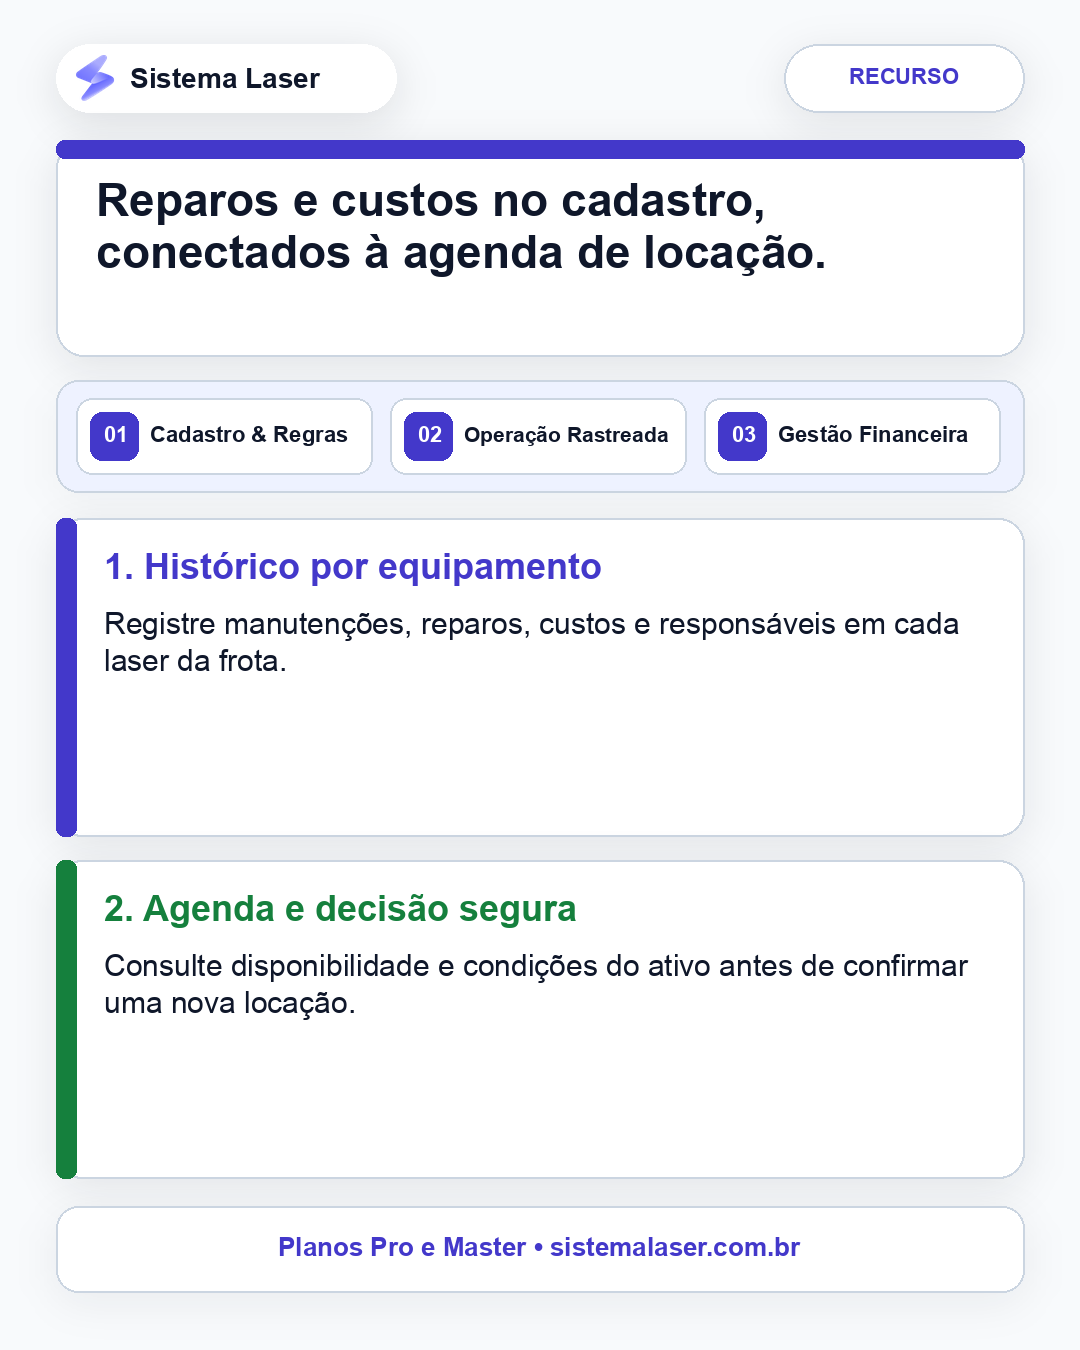 Sistema Laser
RECURSO
Reparos e custos no cadastro,
conectados à agenda de locação.
01 Cadastro & Regras
02 Operação Rastreada
03 Gestão Financeira
1. Histórico por equipamento
Registre manutenções, reparos, custos e responsáveis em cada
laser da frota.
2. Agenda e decisão segura
Consulte disponibilidade e condições do ativo antes de confirmar
uma nova locação.
Planos Pro e Master • sistemalaser.com.br